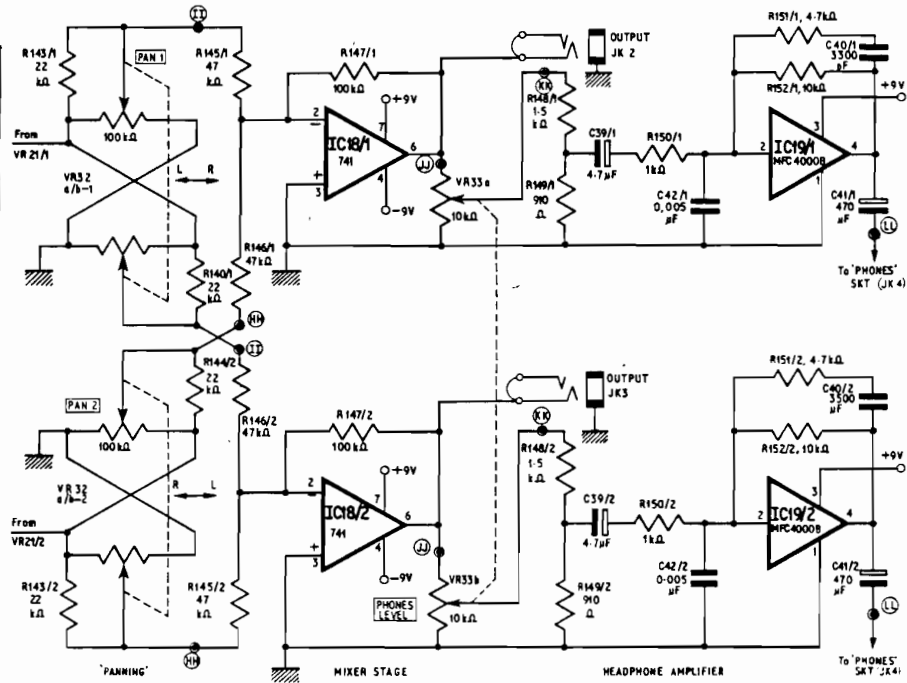 II
R143/1
22
kΩ
PAN 1
R145/1
47
kΩ
100kΩ
From
VR21/1
VR32
a/b-1
L R
R140/1
22
kΩ
R146/1
47kΩ
HH
II
R147/1
100kΩ
+9V
2
7
IC18/1
741
6
3
4
-9V
JJ
VR33a
10kΩ
OUTPUT
JK 2
KK
R148/1
1·5
kΩ
R149/1
910
Ω
C39/1
4·7μF
R150/1
1kΩ
C42/1
0,005
μF
R151/1, 4·7kΩ
C40/1
3300
pF
R152/1, 10kΩ
+9V
2
3
IC19/1
MFC4000B
4
1
C41/1
470
μF
LL
To 'PHONES'
SKT (JK4)
R144/2
22
kΩ
PAN 2
100kΩ
R146/2
47kΩ
VR32
a/b-2
R L
From
VR21/2
R143/2
22
kΩ
R145/2
47
kΩ
HH
R147/2
100kΩ
+9V
2
7
IC18/2
741
6
3
4
-9V
JJ
VR33b
10kΩ
PHONES
LEVEL
OUTPUT
JK3
KK
R148/2
1·5
kΩ
R149/2
910
Ω
C39/2
4·7μF
R150/2
1kΩ
C42/2
0·005
μF
R151/2, 4·7kΩ
C40/2
3500
μF
R152/2, 10kΩ
+9V
2
3
IC19/2
MFC4000B
4
1
C41/2
470
μF
LL
To 'PHONES'
SKT (JK4)
'PANNING'
MIXER STAGE
HEADPHONE AMPLIFIER